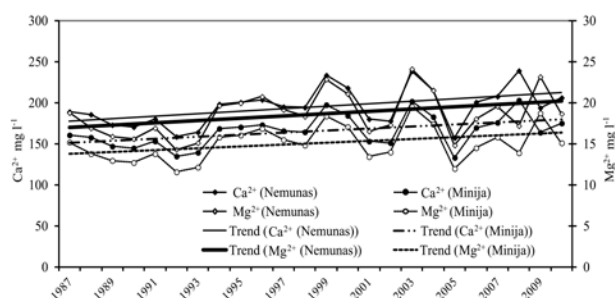 300
250
200
150
100
50
0
Ca²⁺ mg l⁻¹
30
25
20
15
10
5
0
Mg²⁺ mg l⁻¹
Ca²⁺ (Nemunas)
Ca²⁺ (Minija)
Mg²⁺ (Nemunas)
Mg²⁺ (Minija)
Trend (Ca²⁺ (Nemunas))
Trend (Ca²⁺ (Minija))
Trend (Mg²⁺ (Nemunas))
Trend (Mg²⁺ (Minija))
1987
1989
1991
1993
1995
1997
1999
2001
2003
2005
2007
2009